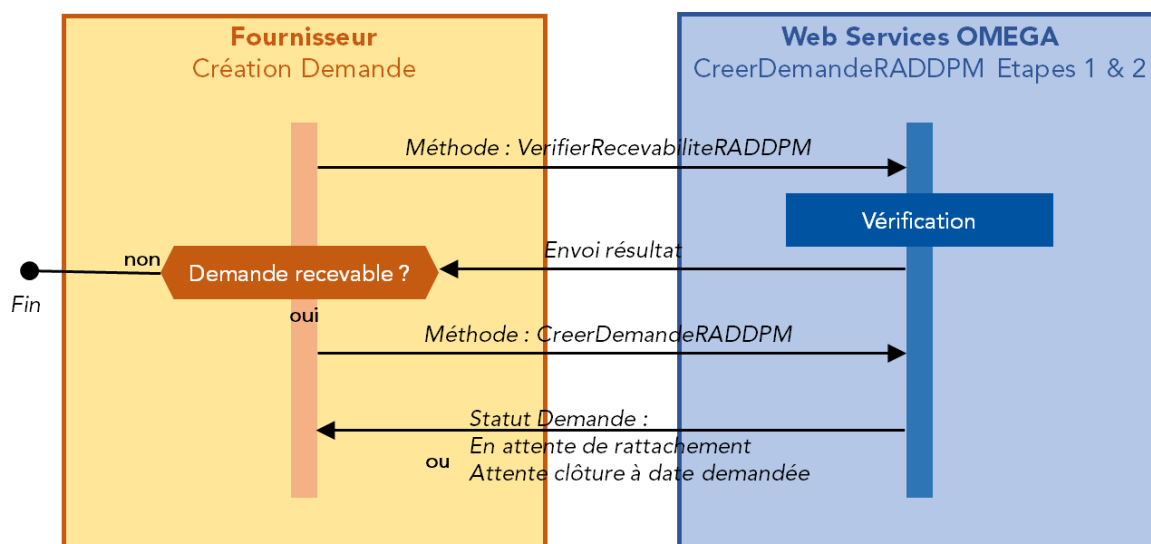 Fournisseur
Création Demande
Web Services OMEGA
CreerDemandeRADDPM Etapes 1 & 2
Méthode : VerifierRecevabiliteRADDPM
Vérification
Envoi résultat
non
Demande recevable ?
Fin
oui
Méthode : CreerDemandeRADDPM
Statut Demande :
En attente de rattachement
ou
Attente clôture à date demandée